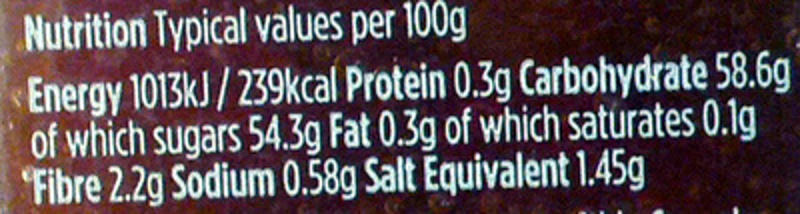 Nutrition Typical values per 100g
Energy 1013kJ / 239kcal Protein 0.3g Carbohydrate 58.6g
of which sugars 54.3g Fat 0.3g of which saturates 0.1g
Fibre 2.2g Sodium 0.58g Salt Equivalent 1.45g